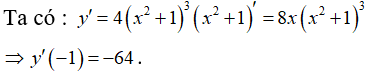 Ta có : y′ = 4(x² + 1)³(x² + 1)′ = 8x(x² + 1)³
⇒ y′(−1) = −64 .